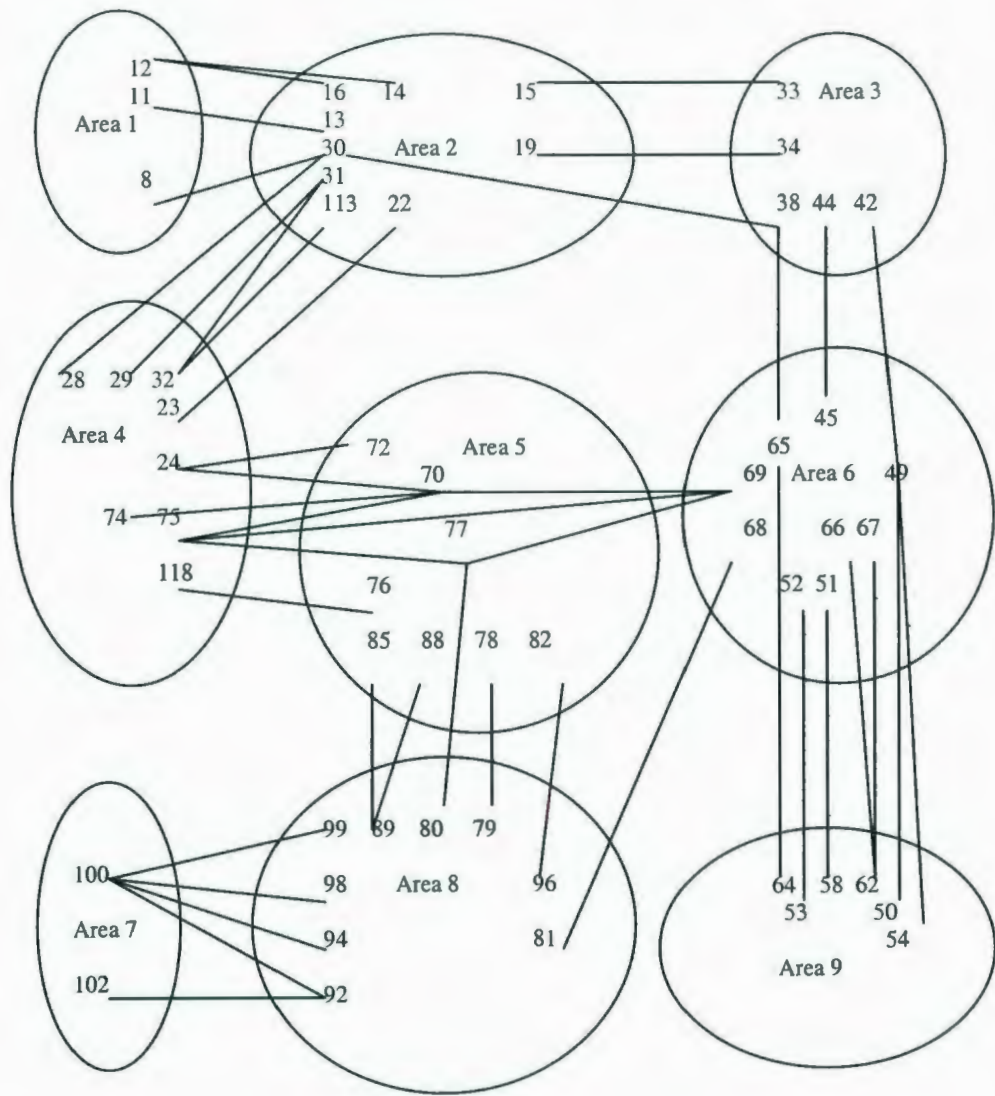 12
11
Area 1
8
16 14 15
13
30 Area 2 19
31
113 22
33 Area 3
34
38 44 42
28 29 32
23
Area 4
24
74 75
118
72 Area 5
70
77
76
85 88 78 82
45
65
69 Area 6 49
68 66 67
52 51
100
Area 7
102
99 89 80 79
98 Area 8 96
94 81
92
64 58 62
53 50
54
Area 9